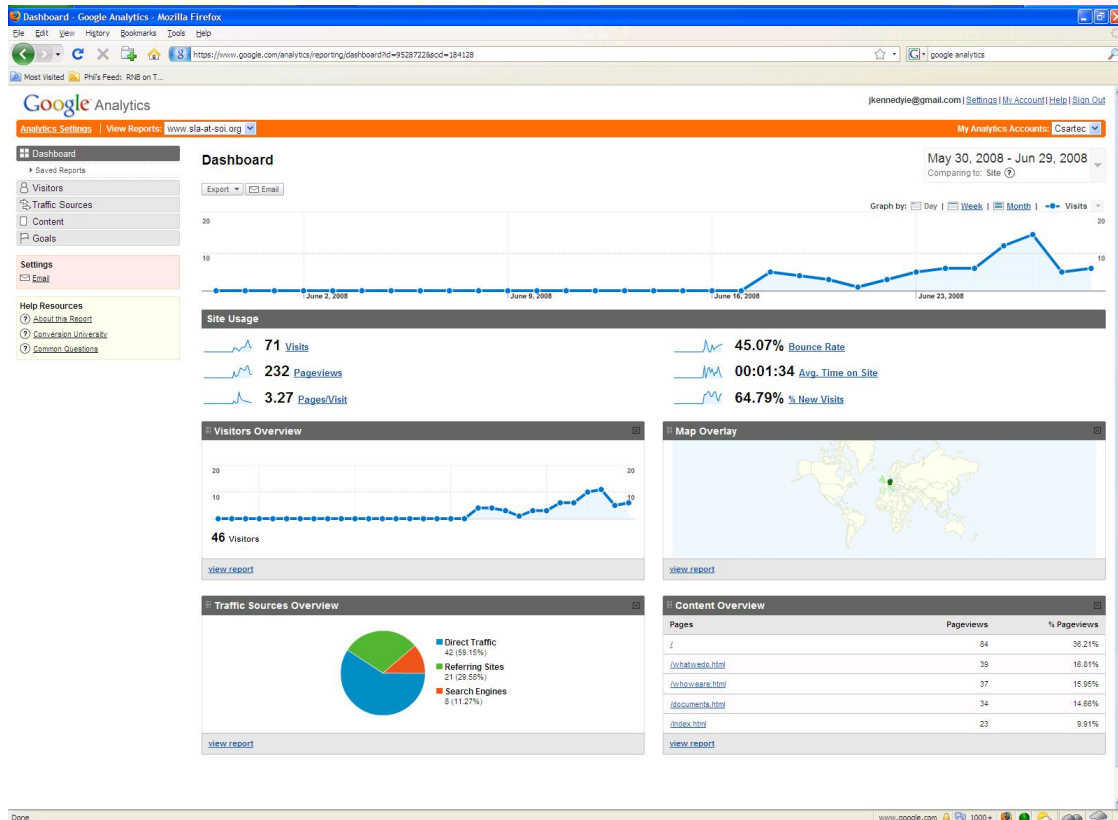 Dashboard - Google Analytics - Mozilla Firefox
File Edit View History Bookmarks Tools Help
https://www.google.com/analytics/reporting/dashboard?id=9528722&scid=184128
google analytics
Most Visited Phil's Feed: RNB on T...
Google Analytics
jkennedyie@gmail.com | Settings | My Account | Help | Sign Out
Analytics Settings | View Reports: www.sla-at-soi.org
My Analytics Accounts: Csartec
Dashboard
Saved Reports
Visitors
Traffic Sources
Content
Goals
Settings
Email
Help Resources
About this Report
Conversion University
Common Questions
Dashboard
May 30, 2008 - Jun 29, 2008
Comparing to: Site
Export Email
Graph by: Day | Week | Month | Visits
20 20
10 10
June 2, 2008 June 9, 2008 June 16, 2008 June 23, 2008
Site Usage
71 Visits
232 Pageviews
3.27 Pages/Visit
45.07% Bounce Rate
00:01:34 Avg. Time on Site
64.79% % New Visits
Visitors Overview
20 20
10 10
46 Visitors
view report
Map Overlay
view report
Traffic Sources Overview
Direct Traffic
42 (59.15%)
Referring Sites
21 (29.58%)
Search Engines
8 (11.27%)
view report
Content Overview
Pages Pageviews % Pageviews
/ 84 36.21%
/whatwedo.html 39 16.81%
/whoweare.html 37 15.95%
/documents.html 34 14.66%
/index.html 23 9.91%
view report
Done
www.google.com 1000+